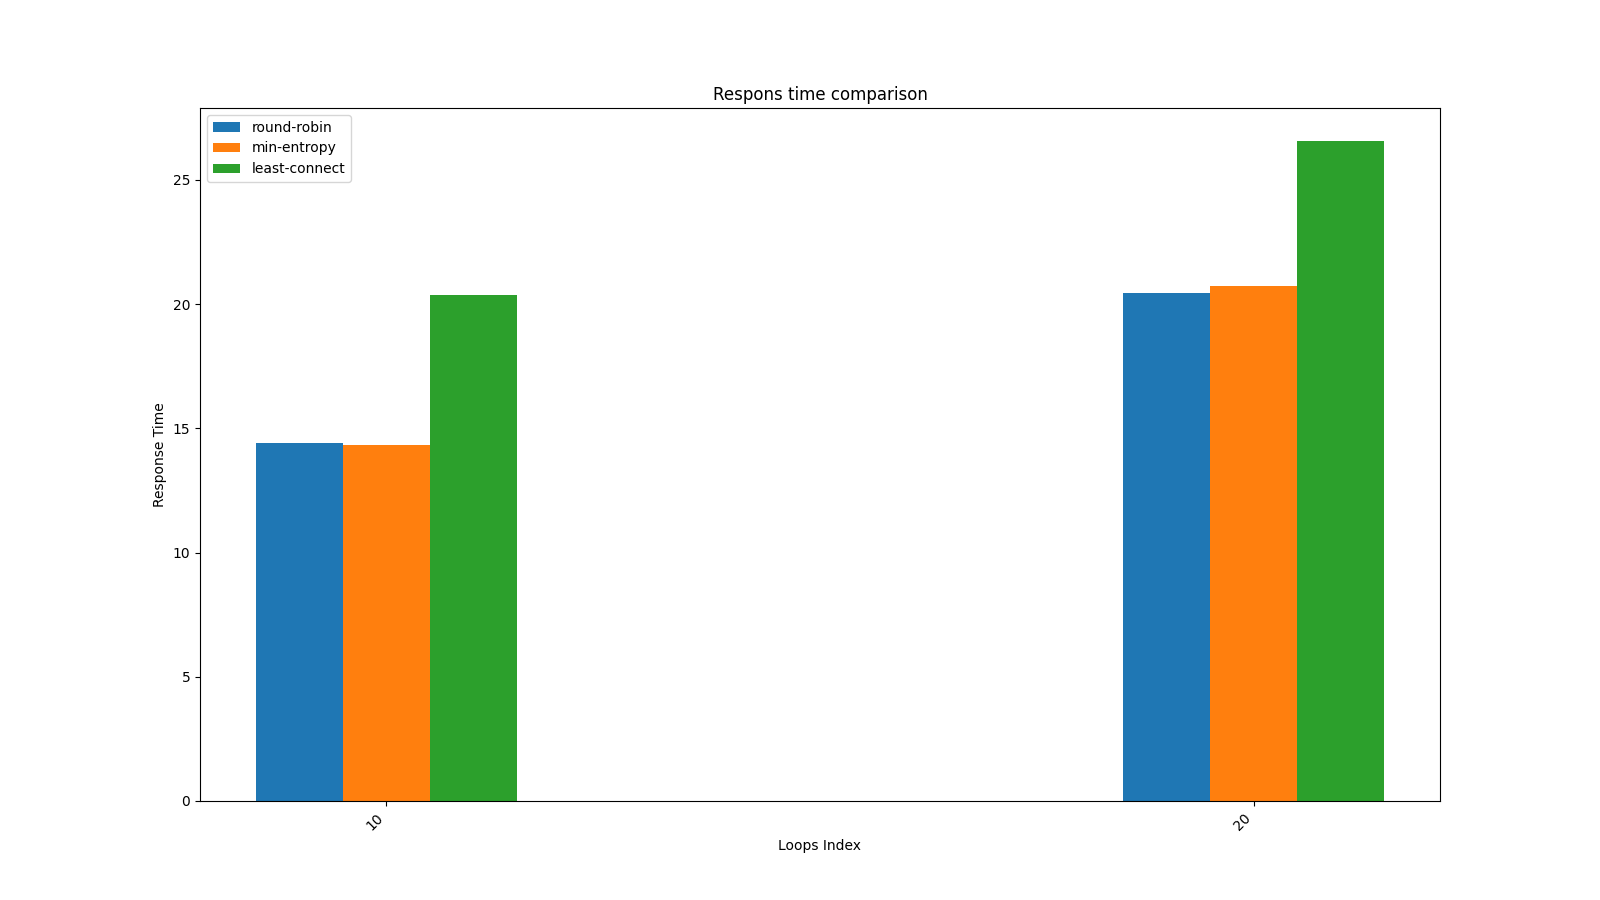 Respons time comparison
round-robin
min-entropy
least-connect
25
20
15
10
5
0
Response Time
10
20
Loops Index